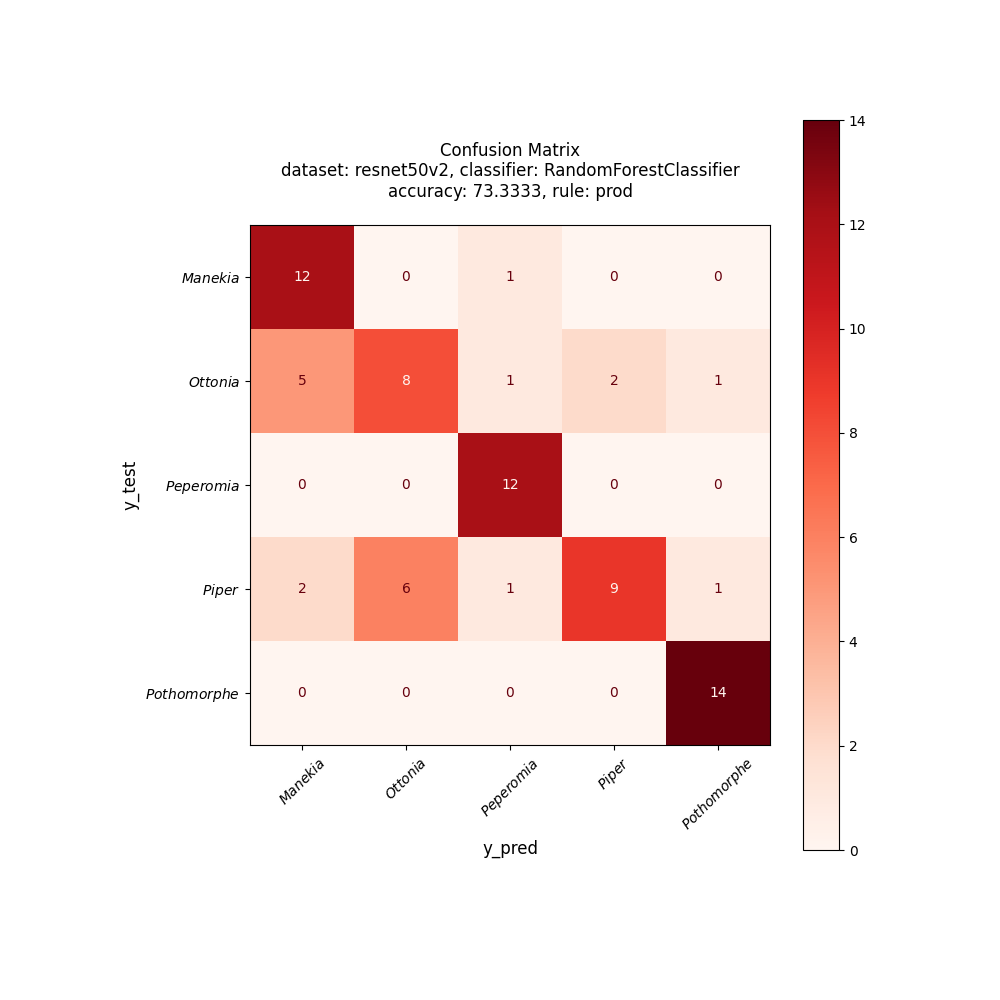 Confusion Matrix
dataset: resnet50v2, classifier: RandomForestClassifier
accuracy: 73.3333, rule: prod
14
12
10
8
6
4
2
0
y_test
Manekia 12 0 1 0 0
Ottonia 5 8 1 2 1
Peperomia 0 0 12 0 0
Piper 2 6 1 9 1
Pothomorphe 0 0 0 0 14
Manekia Ottonia Peperomia Piper Pothomorphe
y_pred